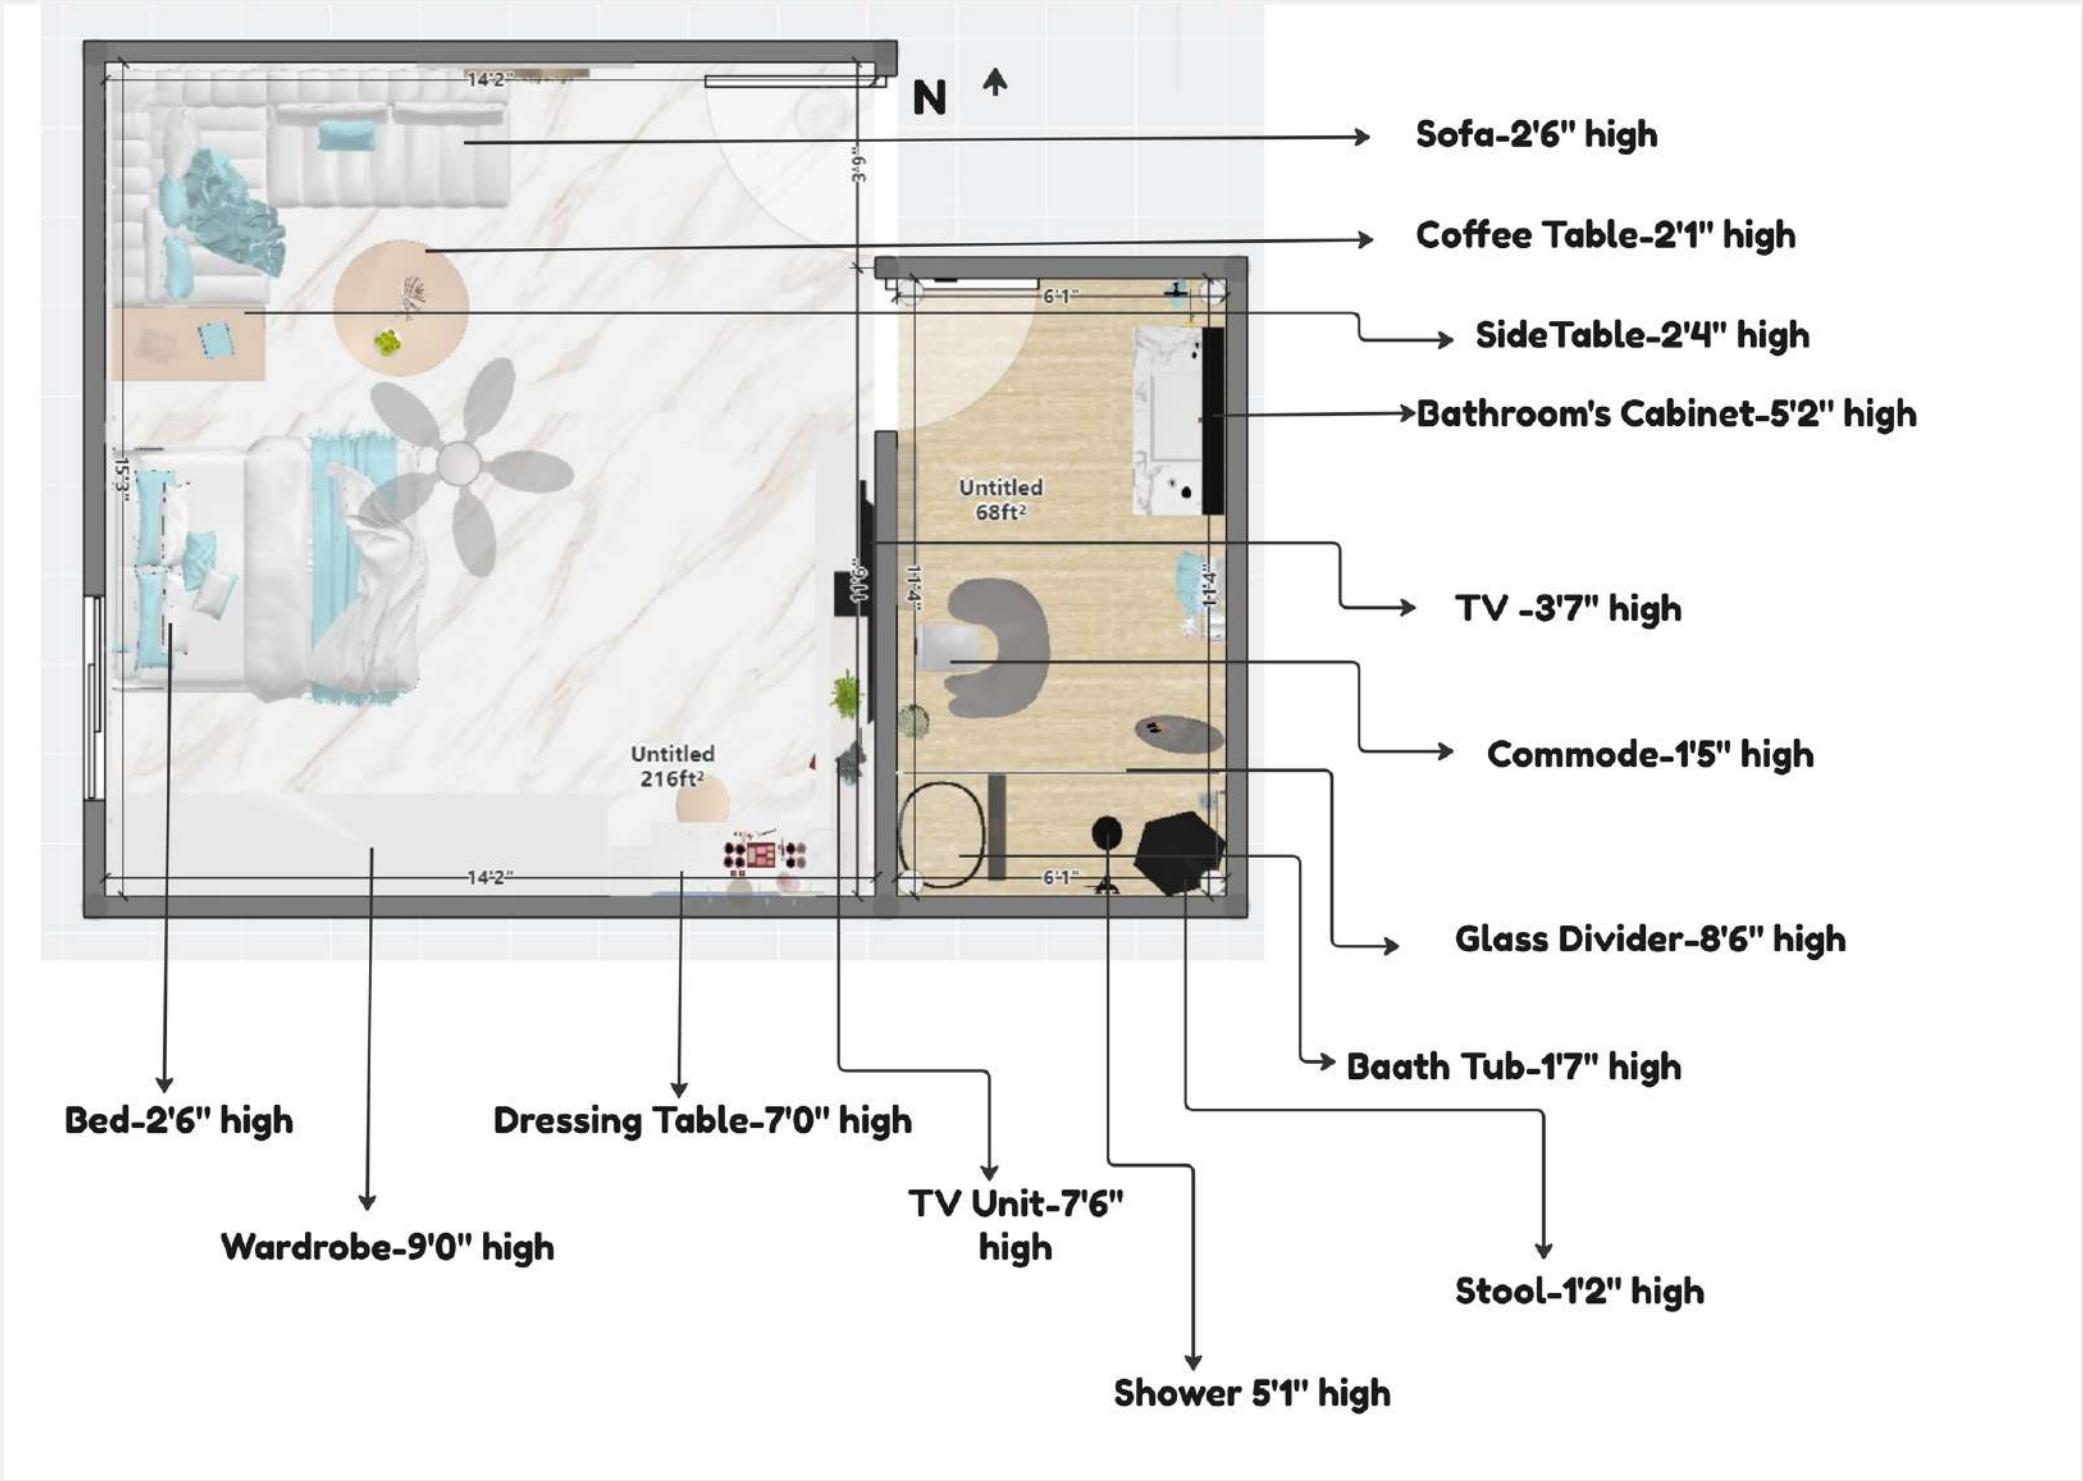 14'2"
N
3'9"
Sofa-2'6" high
Coffee Table-2'1" high
6'1"
SideTable-2'4" high
Bathroom's Cabinet-5'2" high
15'3"
Untitled
68ft²
11'6"
11'4"
11'4"
TV -3'7" high
Untitled
216ft²
Commode-1'5" high
14'2"
6'1"
Glass Divider-8'6" high
Baath Tub-1'7" high
Bed-2'6" high
Dressing Table-7'0" high
TV Unit-7'6"
high
Wardrobe-9'0" high
Stool-1'2" high
Shower 5'1" high